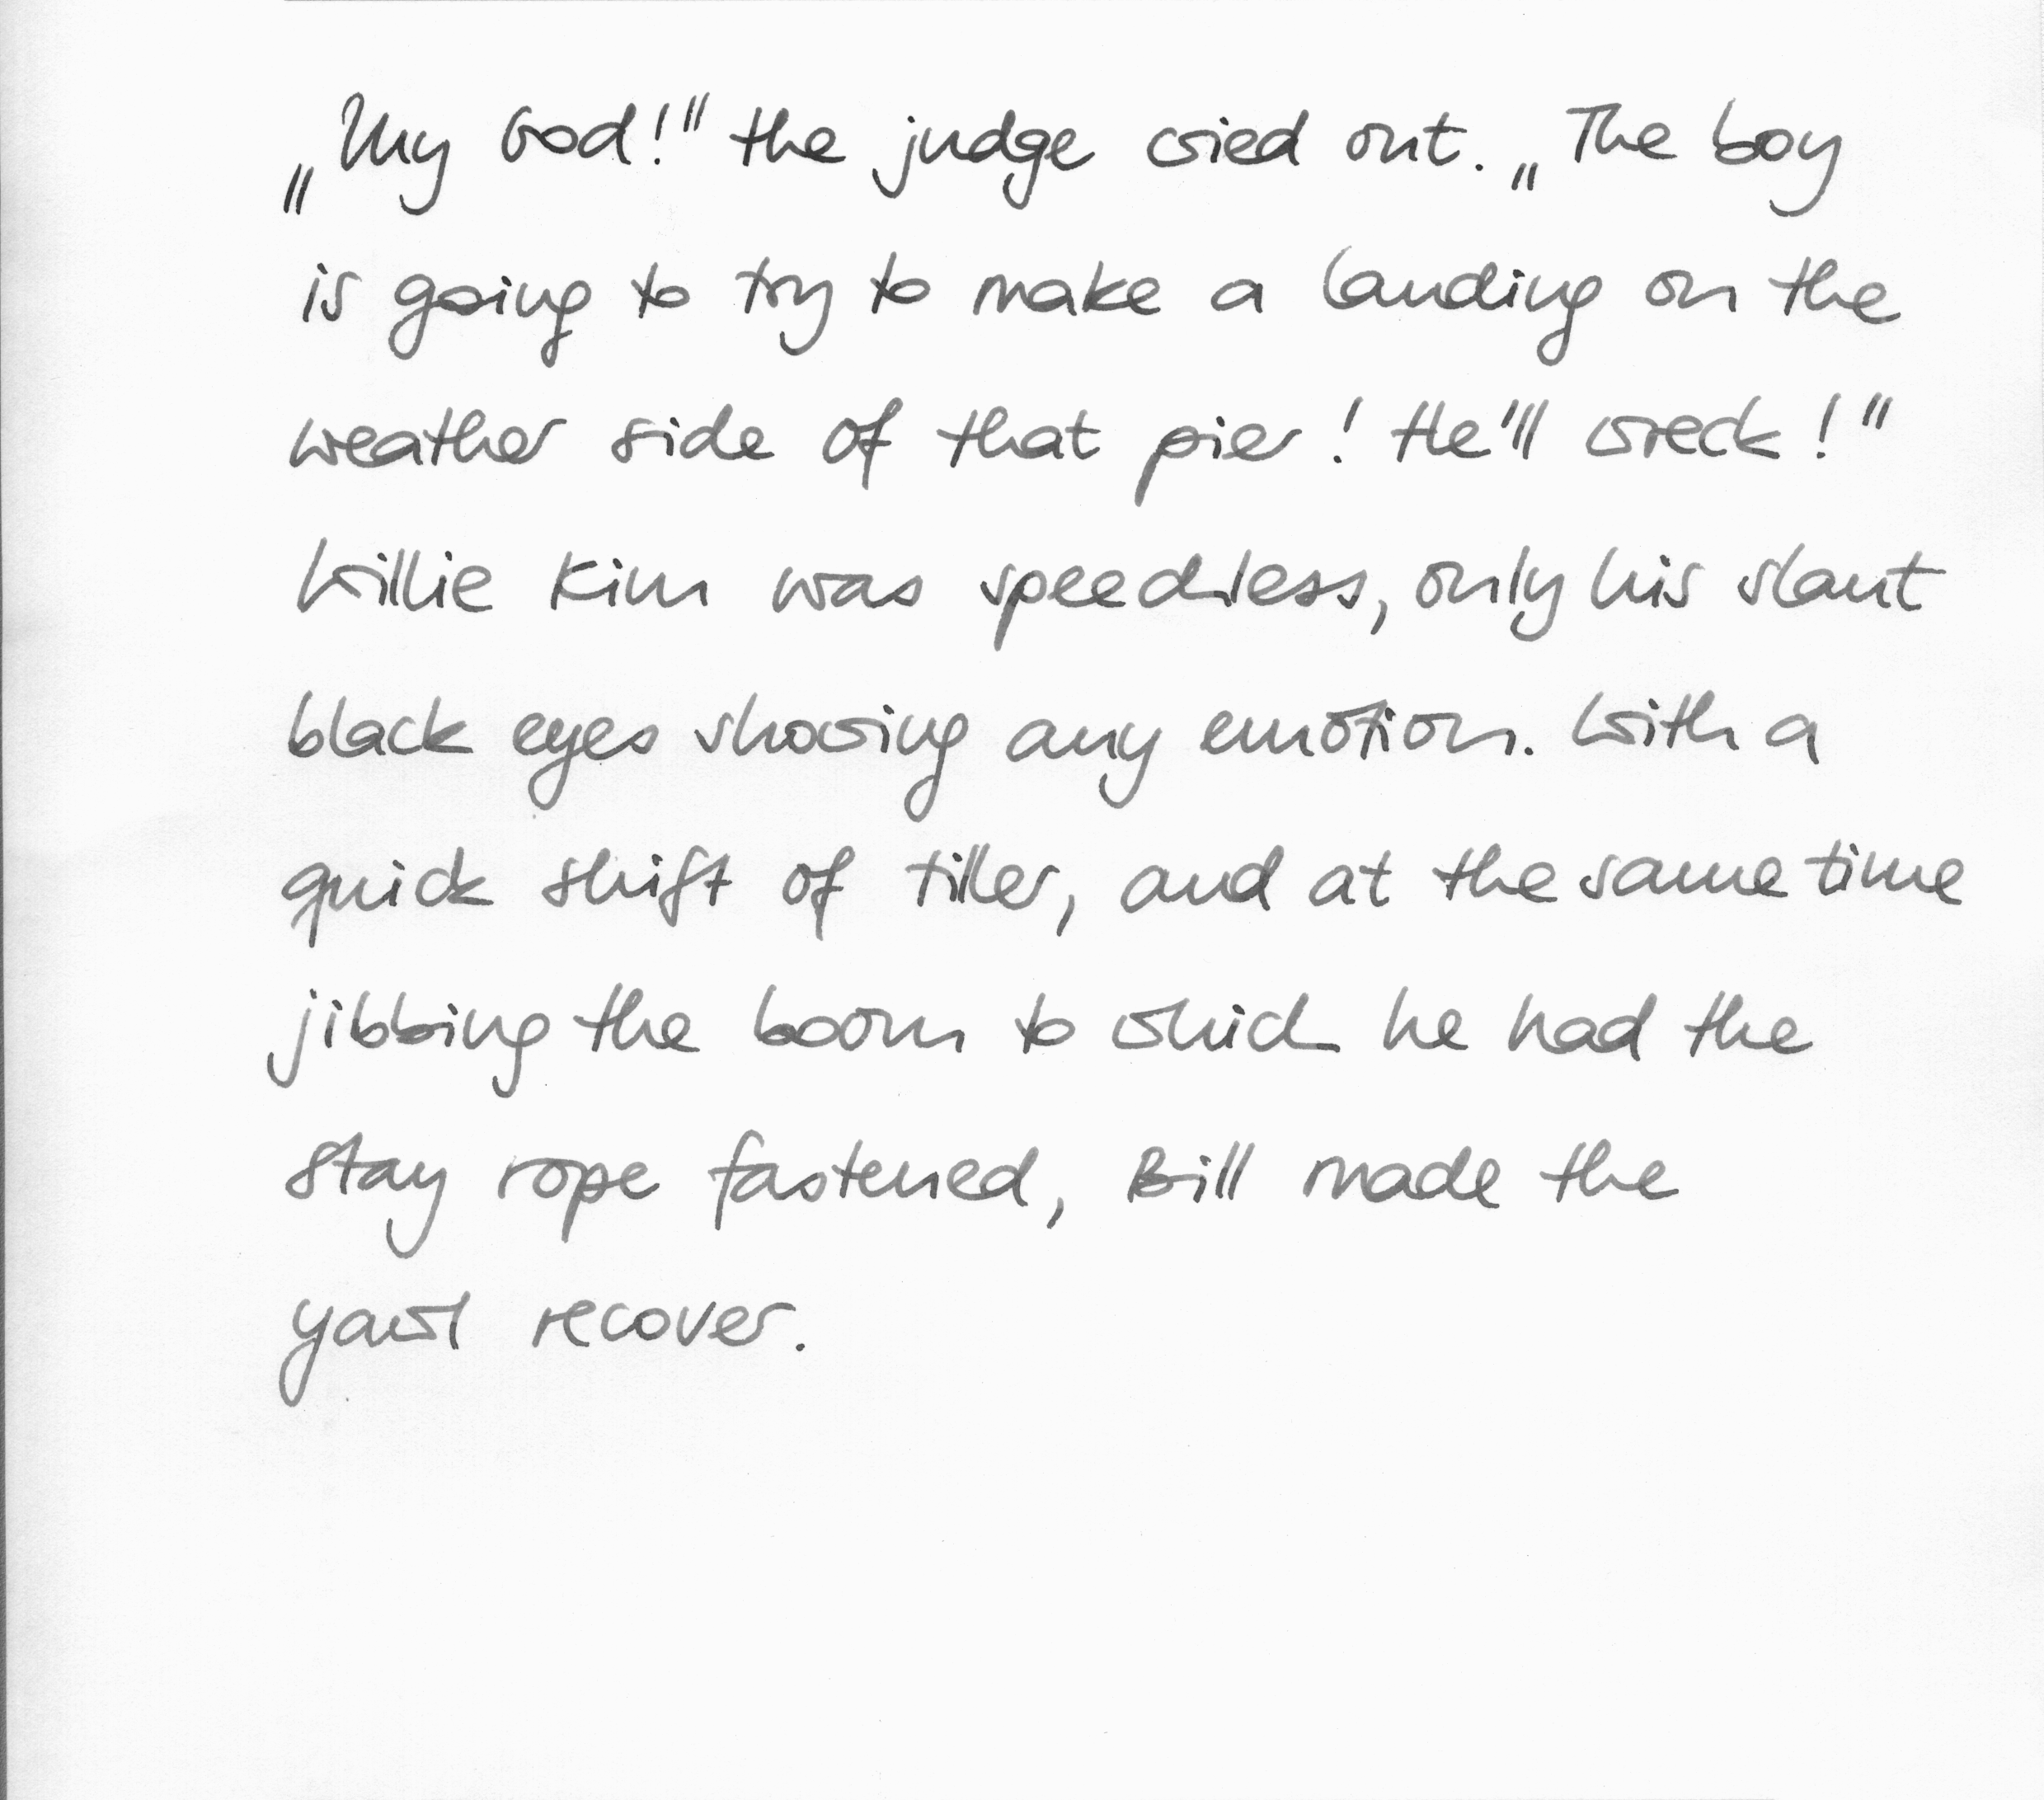 „My God!" the judge cried out. „The boy
is going to try to make a landing on the
weather side of that pier! He'll wreck!"
Willie Kim was speechless, only his slant
black eyes showing any emotion. With a
quick shift of tiller, and at the same time
jibbing the boom to which he had the
stay rope fastened, Bill made the
yawl recover.